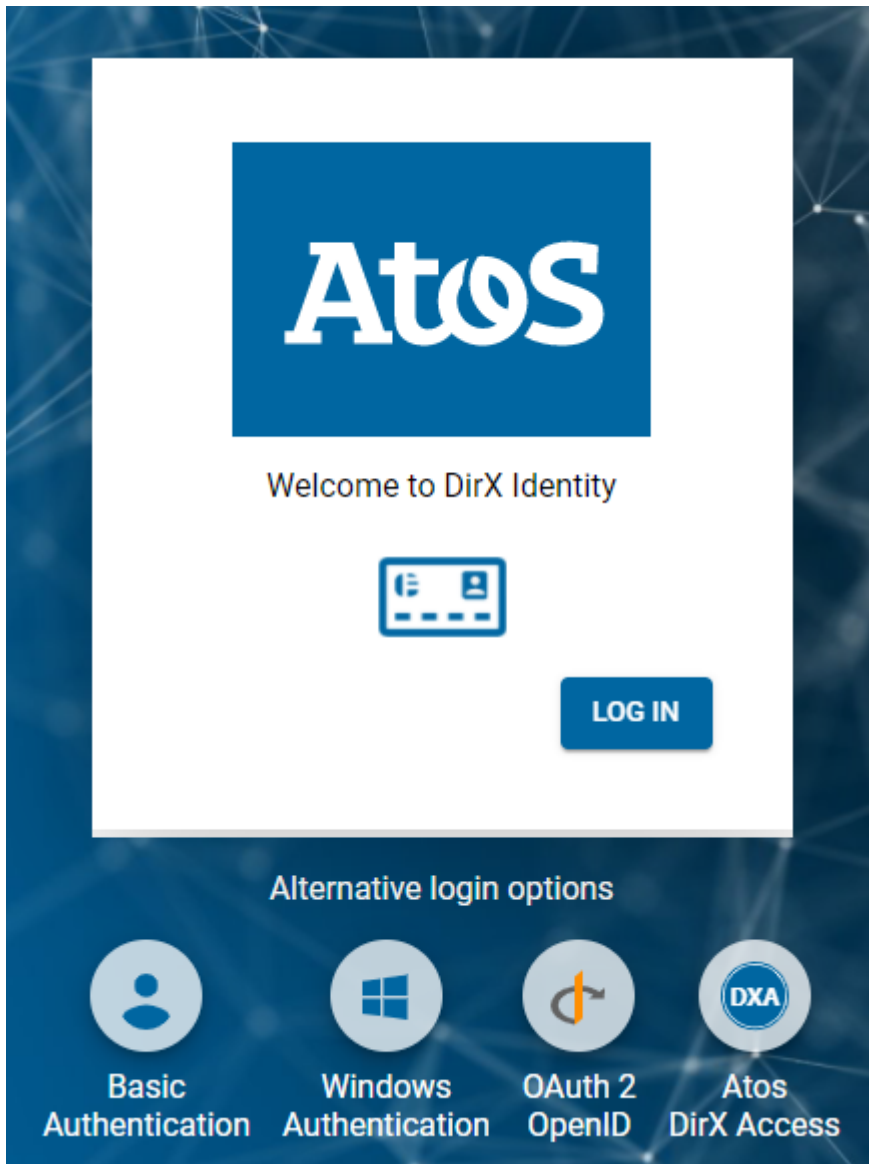 Atos
Welcome to DirX Identity
LOG IN
Alternative login options
DXA
Basic Authentication
Windows Authentication
OAuth 2 OpenID
Atos DirX Access